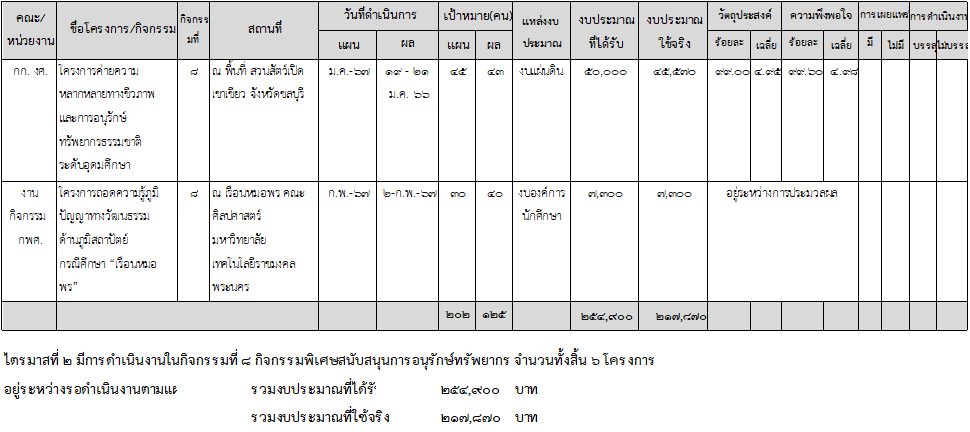 คณะ/ หน่วยงาน ชื่อโครงการ/กิจกรรม กิจกรร มที่ สถานที่ วันที่ดำเนินการ เป้าหมาย(คน) แหล่งงบ ประมาณ งบประมาณ ที่ได้รับ งบประมาณ ใช้จริง วัตถุประสงค์ ความพึงพอใจ การเผยแพร่ การดำเนินงาน
แผน ผล แผน ผล ร้อยละ เฉลี่ย ร้อยละ เฉลี่ย มี ไม่มี บรรลุ ไม่บรรลุ
กก. งศ. โครงการค่ายความ ๘ ณ พื้นที่ สวนสัตว์เปิด ม.ค.-๖๗ ๑๙ - ๒๑ ๔๕ ๔๓ งบแผ่นดิน ๕๐,๐๐๐ ๔๕,๕๗๐ ๙๙.๐๐ ๔.๙๕ ๙๙.๖๐ ๔.๙๘
หลากหลายทางชีวภาพ เขาเขียว จังหวัดชลบุรี ม.ค. ๖๖
และการอนุรักษ์
ทรัพยากรธรรมชาติ
ระดับอุดมศึกษา
งาน โครงการถอดความรู้ภูมิ ๘ ณ เรือนหมอพร คณะ ก.พ.-๖๗ ๒-ก.พ.-๖๗ ๓๐ ๔๐ งบองค์การ ๗,๓๐๐ ๗,๓๐๐ อยู่ระหว่างการประมวลผล
กิจกรรม ปัญญาทางวัฒนธรรม ศิลปศาสตร์ นักศึกษา
กพศ. ด้านภูมิสถาปัตย์ มหาวิทยาลัย
กรณีศึกษา “เรือนหมอ เทคโนโลยีราชมงคล
พร” พระนคร
๒๐๒ ๑๒๕ ๒๕๔,๙๐๐ ๒๑๗,๘๗๐
ไตรมาสที่ ๒ มีการดำเนินงานในกิจกรรมที่ ๘ กิจกรรมพิเศษสนับสนุนการอนุรักษ์ทรัพยากร จำนวนทั้งสิ้น ๖ โครงการ
อยู่ระหว่างรอดำเนินงานตามแผ รวมงบประมาณที่ได้รับ ๒๕๔,๙๐๐ บาท
รวมงบประมาณที่ใช้จริง ๒๑๗,๘๗๐ บาท